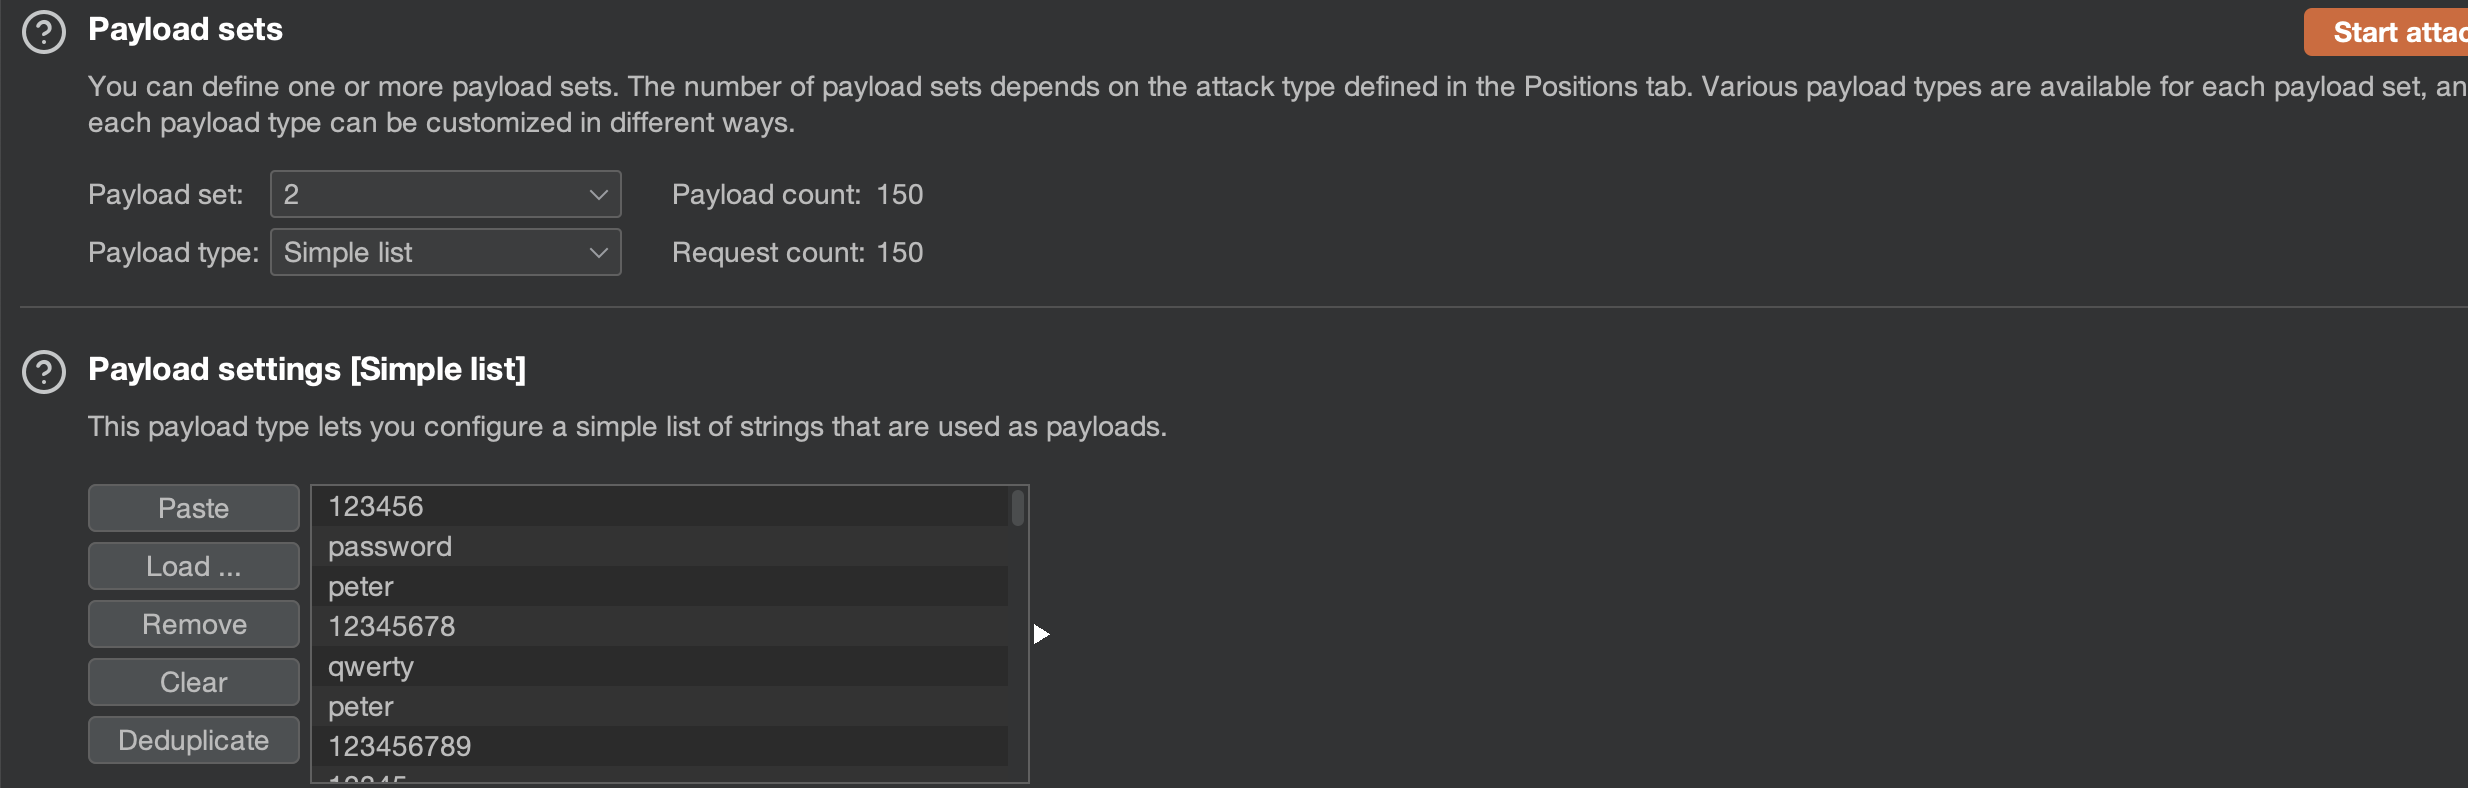 Payload sets
Start attac
You can define one or more payload sets. The number of payload sets depends on the attack type defined in the Positions tab. Various payload types are available for each payload set, an
each payload type can be customized in different ways.
Payload set: 2 Payload count: 150
Payload type: Simple list Request count: 150
Payload settings [Simple list]
This payload type lets you configure a simple list of strings that are used as payloads.
Paste
Load ...
Remove
Clear
Deduplicate
123456
password
peter
12345678
qwerty
peter
123456789
12345